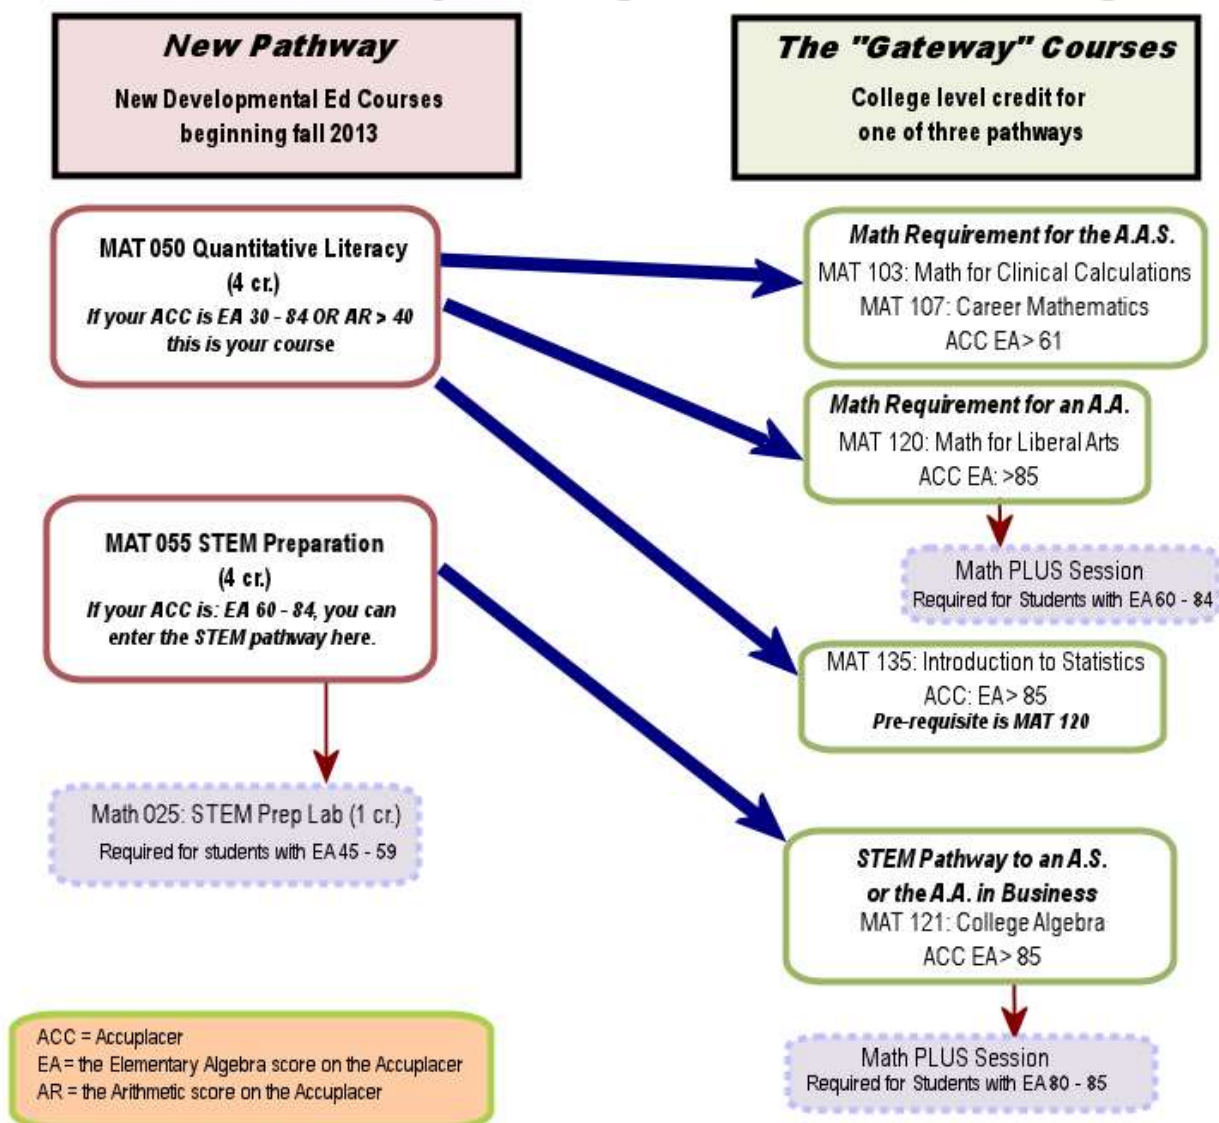 New Pathway
New Developmental Ed Courses
beginning fall 2013
The "Gateway" Courses
College level credit for
one of three pathways
MAT 050 Quantitative Literacy
(4 cr.)
If your ACC is EA 30 - 84 OR AR > 40
this is your course
Math Requirement for the A.A.S.
MAT 103: Math for Clinical Calculations
MAT 107: Career Mathematics
ACC EA> 61
Math Requirement for an A.A.
MAT 120: Math for Liberal Arts
ACC EA: >85
Math PLUS Session
Required for Students with EA 60 - 84
MAT 055 STEM Preparation
(4 cr.)
If your ACC is: EA 60 - 84, you can
enter the STEM pathway here.
MAT 135: Introduction to Statistics
ACC: EA> 85
Pre-requisite is MAT 120
Math 025: STEM Prep Lab (1 cr.)
Required for students with EA 45 - 59
STEM Pathway to an A.S.
or the A.A. in Business
MAT 121: College Algebra
ACC EA> 85
Math PLUS Session
Required for Students with EA 80 - 85
ACC = Accuplacer
EA = the Elementary Algebra score on the Accuplacer
AR = the Arithmetic score on the Accuplacer